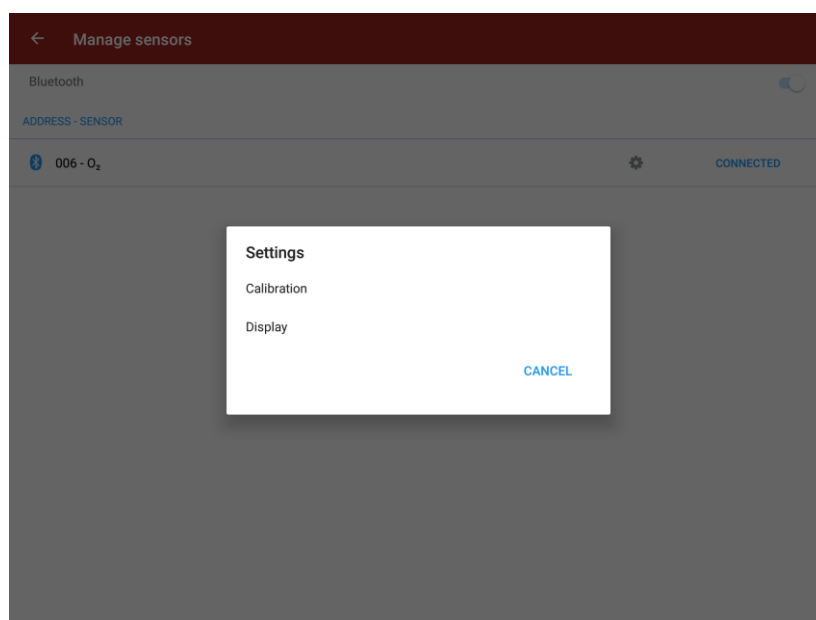 Manage sensors
Bluetooth
ADDRESS - SENSOR
006 - O₂ CONNECTED
Settings
Calibration
Display
CANCEL